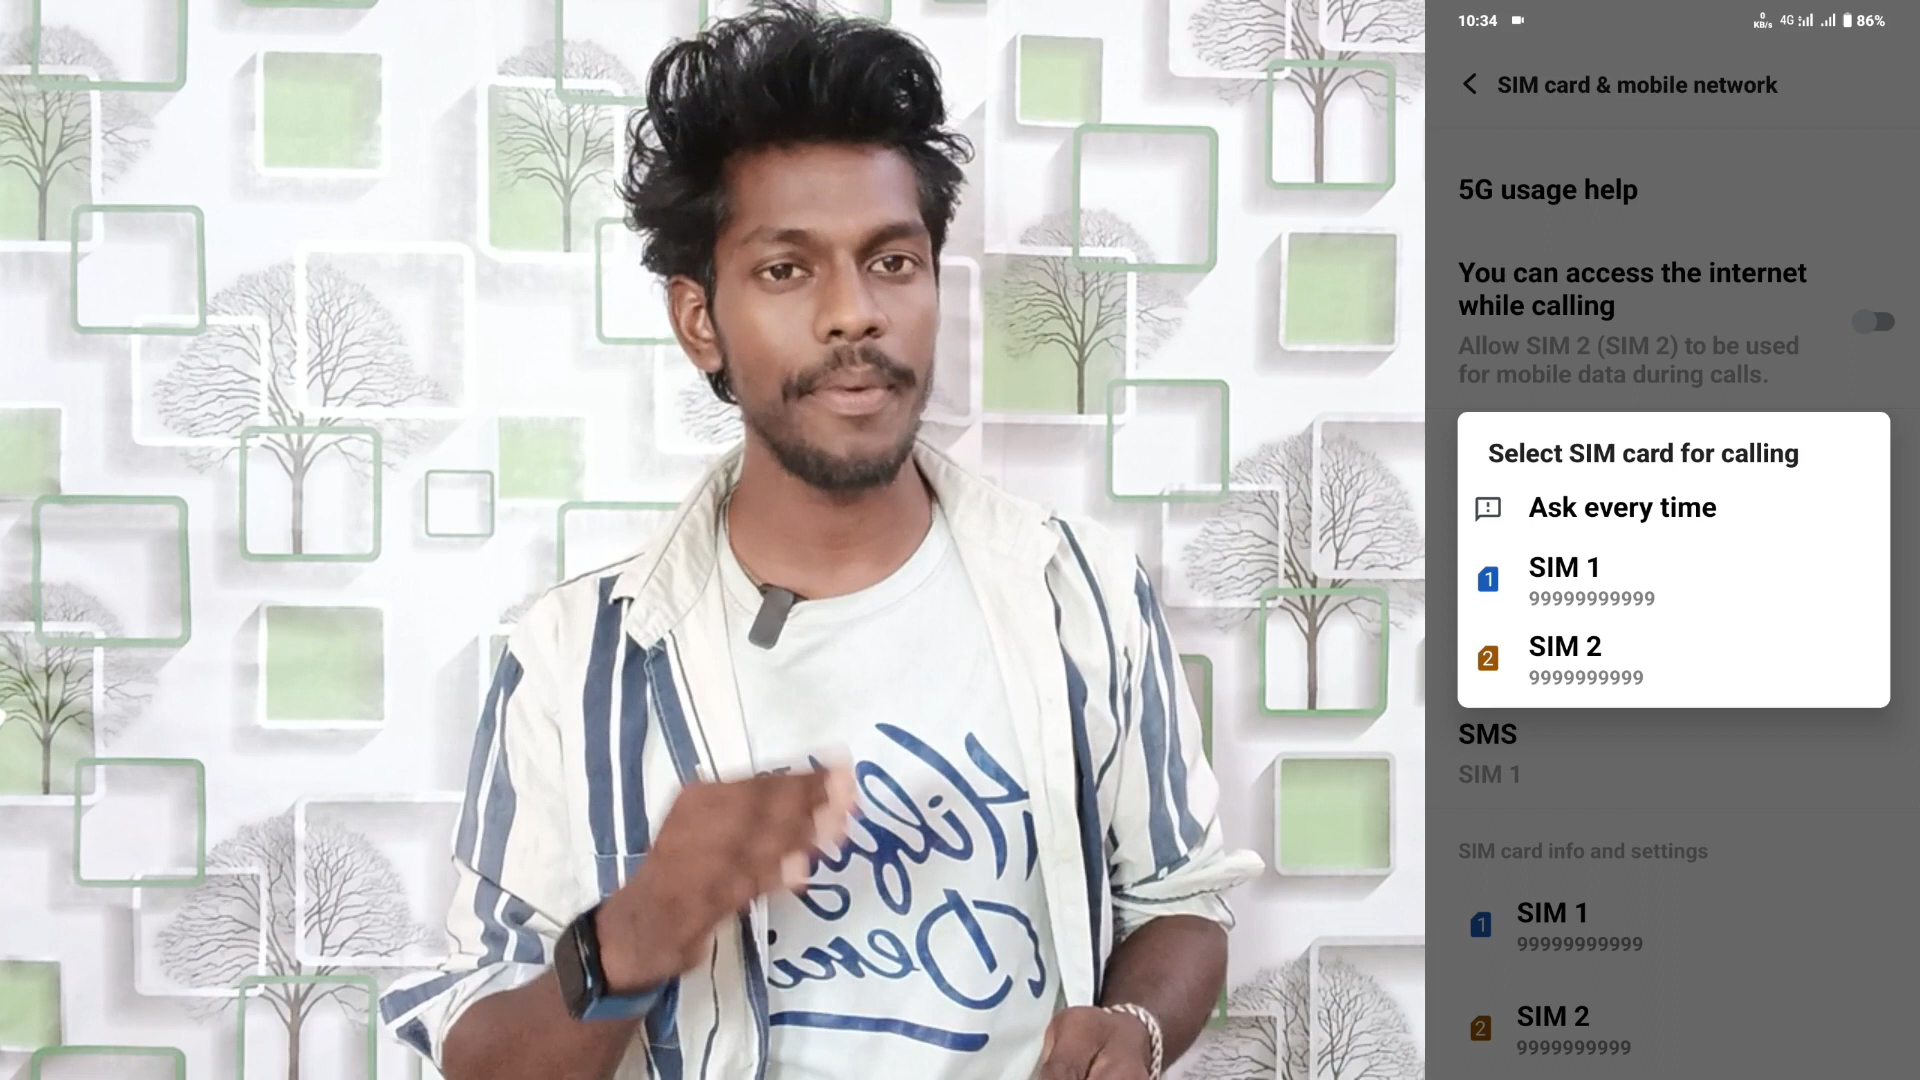 10:34
0
KB/s
4G
86%
SIM card & mobile network
5G usage help
You can access the internet
while calling
Allow SIM 2 (SIM 2) to be used
for mobile data during calls.
Select SIM card for calling
Ask every time
1
SIM 1
99999999999
2
SIM 2
9999999999
SMS
SIM 1
SIM card info and settings
1
SIM 1
99999999999
2
SIM 2
9999999999